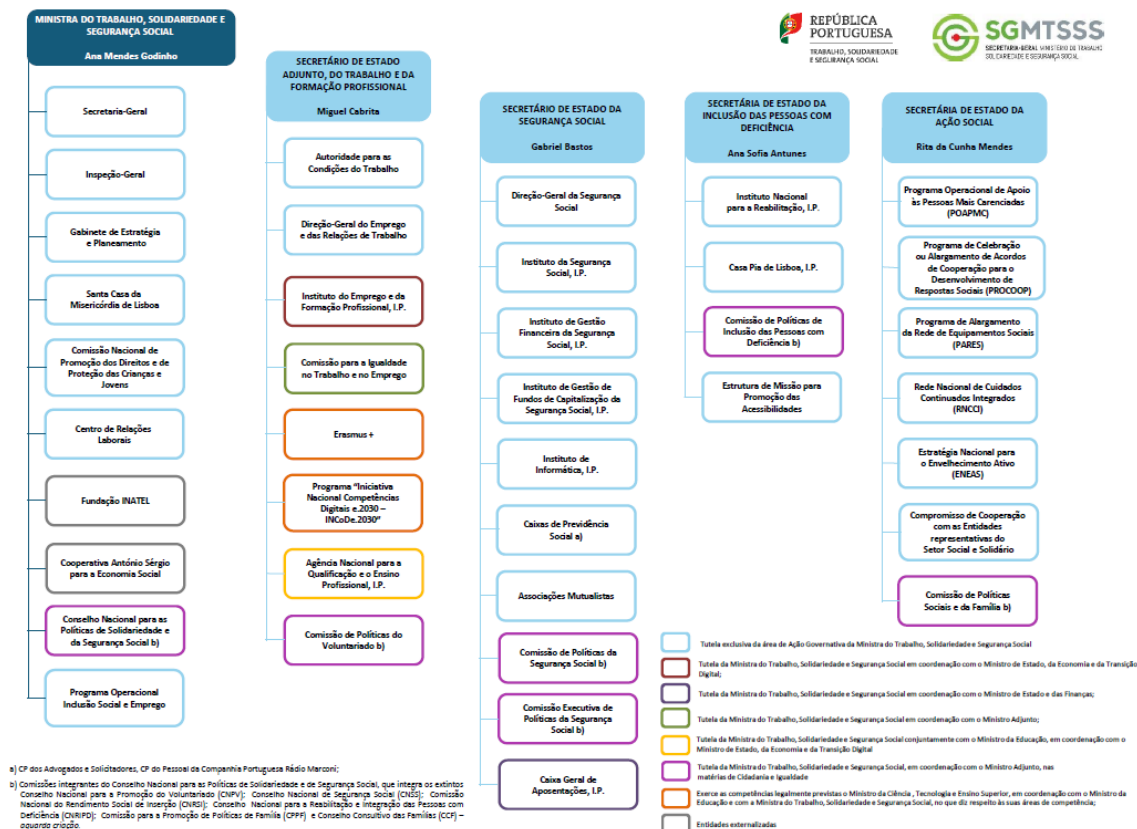 MINISTRA DO TRABALHO, SOLIDARIEDADE E
SEGURANÇA SOCIAL
Ana Mendes Godinho
Secretaria-Geral
Inspeção-Geral
Gabinete de Estratégia
e Planeamento
Santa Casa da
Misericórdia de Lisboa
Comissão Nacional de
Promoção dos Direitos e de
Proteção das Crianças e
Jovens
Centro de Relações
Laborais
Fundação INATEL
Cooperativa António Sérgio
para a Economia Social
Conselho Nacional para as
Políticas de Solidariedade e
da Segurança Social b)
Programa Operacional
Inclusão Social e Emprego
SECRETÁRIO DE ESTADO
ADJUNTO, DO TRABALHO E DA
FORMAÇÃO PROFISSIONAL
Miguel Cabrita
Autoridade para as
Condições do Trabalho
Direção-Geral do Emprego
e das Relações de Trabalho
Instituto do Emprego e da
Formação Profissional, I.P.
Comissão para a Igualdade
no Trabalho e no Emprego
Erasmus +
Programa "Iniciativa
Nacional Competências
Digitais e.2030 –
INCoDe.2030"
Agência Nacional para a
Qualificação e o Ensino
Profissional, I.P.
Comissão de Políticas do
Voluntariado b)
SECRETÁRIO DE ESTADO DA
SEGURANÇA SOCIAL
Gabriel Bastos
Direção-Geral da Segurança
Social
Instituto da Segurança
Social, I.P.
Instituto de Gestão
Financeira da Segurança
Social, I.P.
Instituto de Gestão de
Fundos de Capitalização da
Segurança Social, I.P.
Instituto de
Informática, I.P.
Caixas de Previdência
Social a)
Associações Mutualistas
Comissão de Políticas da
Segurança Social b)
Comissão Executiva de
Políticas da Segurança
Social b)
Caixa Geral de
Aposentações, I.P.
SECRETÁRIA DE ESTADO DA
INCLUSÃO DAS PESSOAS COM
DEFICIÊNCIA
Ana Sofia Antunes
Instituto Nacional
para a Reabilitação, I.P.
Casa Pia de Lisboa, I.P.
Comissão de Políticas de
Inclusão das Pessoas com
Deficiência b)
Estrutura de Missão para
Promoção das
Acessibilidades
SECRETÁRIA DE ESTADO DA
AÇÃO SOCIAL
Rita da Cunha Mendes
Programa Operacional de Apoio
às Pessoas Mais Carenciadas
(POAPMC)
Programa de Celebração
ou Alargamento de Acordos
de Cooperação para o
Desenvolvimento de
Respostas Sociais (PROCOOP)
Programa de Alargamento
da Rede de Equipamentos Sociais
(PARES)
Rede Nacional de Cuidados
Continuados Integrados
(RNCCI)
Estratégia Nacional para
o Envelhecimento Ativo
(ENEAS)
Compromisso de Cooperação
com as Entidades
representativas do
Setor Social e Solidário
Comissão de Políticas
Sociais e da Família b)
REPÚBLICA
PORTUGUESA
TRABALHO, SOLIDARIEDADE
E SEGURANÇA SOCIAL
SGMTSSS
SECRETARIA-GERAL MINISTÉRIO DO TRABALHO
SOLIDARIEDADE E SEGURANÇA SOCIAL
Tutela exclusiva da área de Ação Governativa da Ministra do Trabalho, Solidariedade e Segurança Social
Tutela da Ministra do Trabalho, Solidariedade e Segurança Social em coordenação com o Ministro de Estado, da Economia e da Transição
Digital;
Tutela da Ministra do Trabalho, Solidariedade e Segurança Social em coordenação com o Ministro de Estado e das Finanças;
Tutela da Ministra do Trabalho, Solidariedade e Segurança Social em coordenação com o Ministro Adjunto;
Tutela da Ministra do Trabalho, Solidariedade e Segurança Social conjuntamente com o Ministro da Educação, em coordenação com o
Ministro de Estado, da Economia e da Transição Digital
Tutela da Ministra do Trabalho, Solidariedade e Segurança Social, em coordenação com o Ministro Adjunto, nas
matérias de Cidadania e Igualdade
Exerce as competências legalmente previstas o Ministro da Ciência , Tecnologia e Ensino Superior, em coordenação com o Ministro da
Educação e com a Ministra do Trabalho, Solidariedade e Segurança Social, no que diz respeito às suas áreas de competência;
Entidades externalizadas
a) CP dos Advogados e Solicitadores, CP do Pessoal da Companhia Portuguesa Rádio Marconi;
b) Comissões integrantes do Conselho Nacional para as Políticas de Solidariedade e de Segurança Social, que integra os extintos
Conselho Nacional para a Promoção do Voluntariado (CNPV); Conselho Nacional de Segurança Social (CNSS); Comissão
Nacional do Rendimento Social de Inserção (CNRSI); Conselho Nacional para a Reabilitação e Integração das Pessoas com
Deficiência (CNRIPD); Comissão para a Promoção de Políticas de Família (CPPF) e Conselho Consultivo das Famílias (CCF) –
aguarda criação.